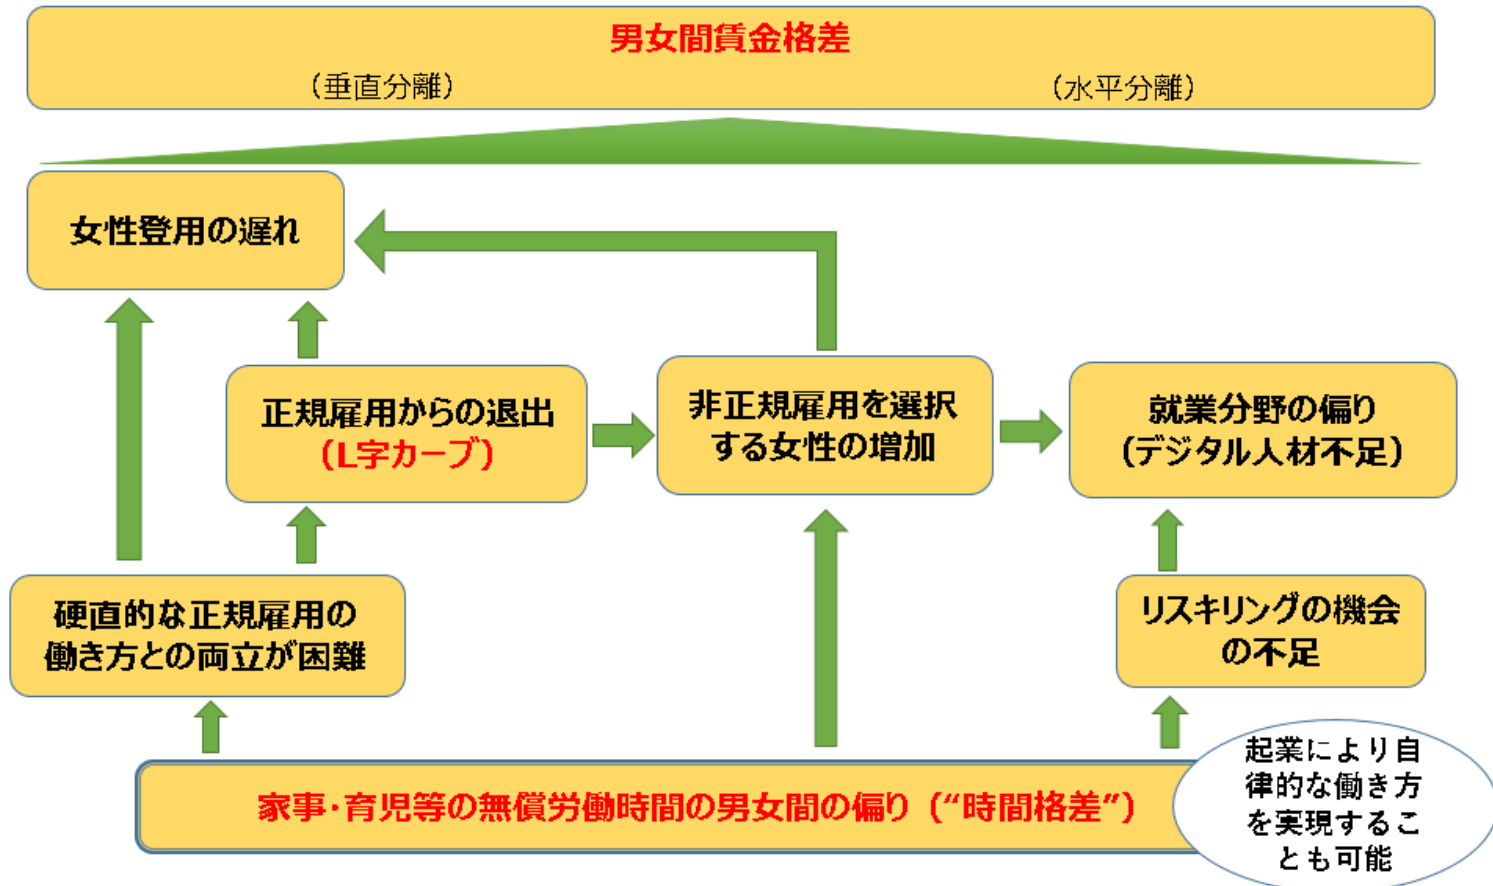 男女間賃金格差
（垂直分離）
（水平分離）
女性登用の遅れ
正規雇用からの退出
（L字カーブ）
非正規雇用を選択
する女性の増加
就業分野の偏り
（デジタル人材不足）
硬直的な正規雇用の
働き方との両立が困難
リスキリングの機会
の不足
家事・育児等の無償労働時間の男女間の偏り（“時間格差”）
起業により自
律的な働き方
を実現するこ
とも可能